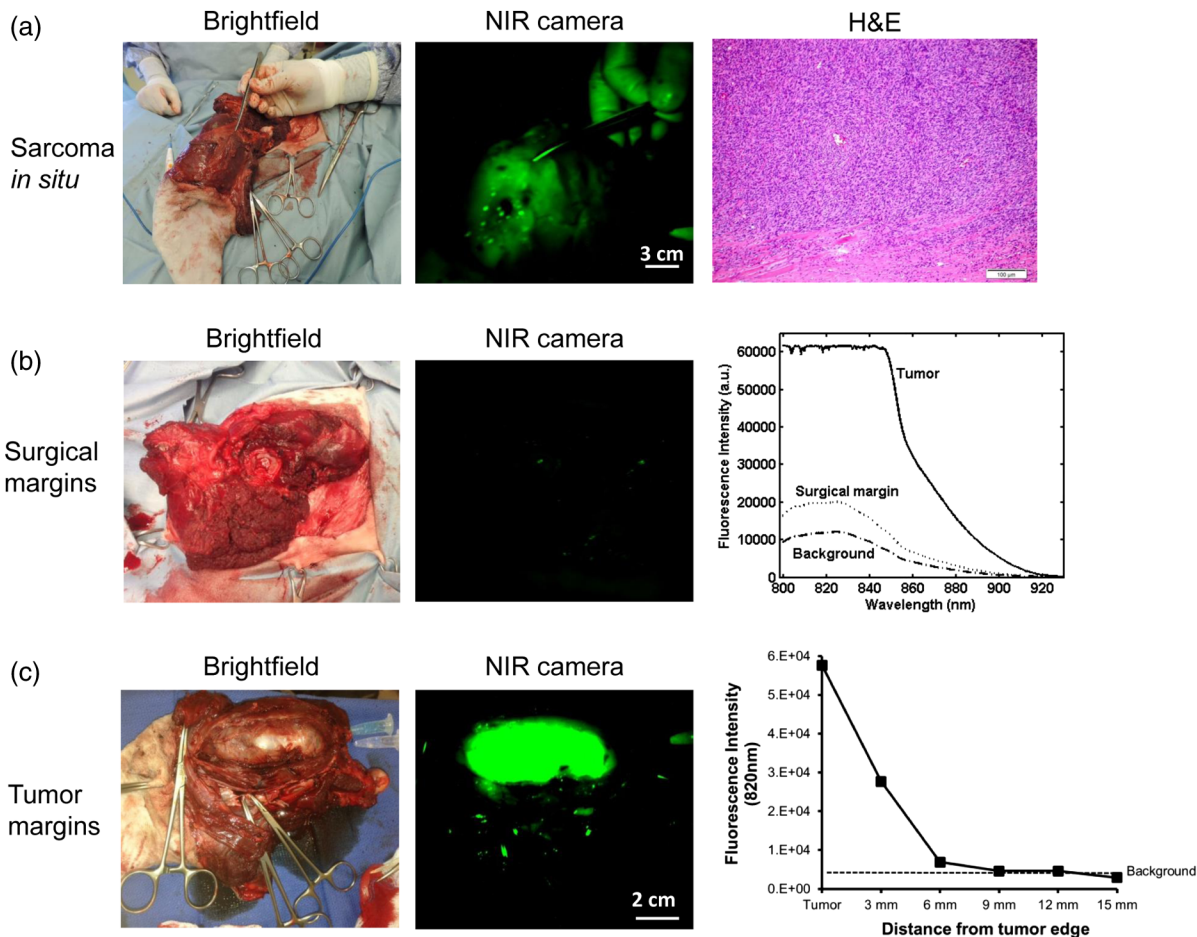 (a)
Brightfield
NIR camera
H&E
Sarcoma
in situ
3 cm
100 µm
(b)
Brightfield
NIR camera
Surgical
margins
Fluorescence Intensity (a.u.)
60000
50000
40000
30000
20000
10000
0
Tumor
Surgical margin
Background
800
820
840
860
880
900
920
Wavelength (nm)
(c)
Brightfield
NIR camera
Tumor
margins
2 cm
Fluorescence Intensity
(820nm)
6.E+04
5.E+04
4.E+04
3.E+04
2.E+04
1.E+04
0.E+00
Background
Tumor
3 mm
6 mm
9 mm
12 mm
15 mm
Distance from tumor edge